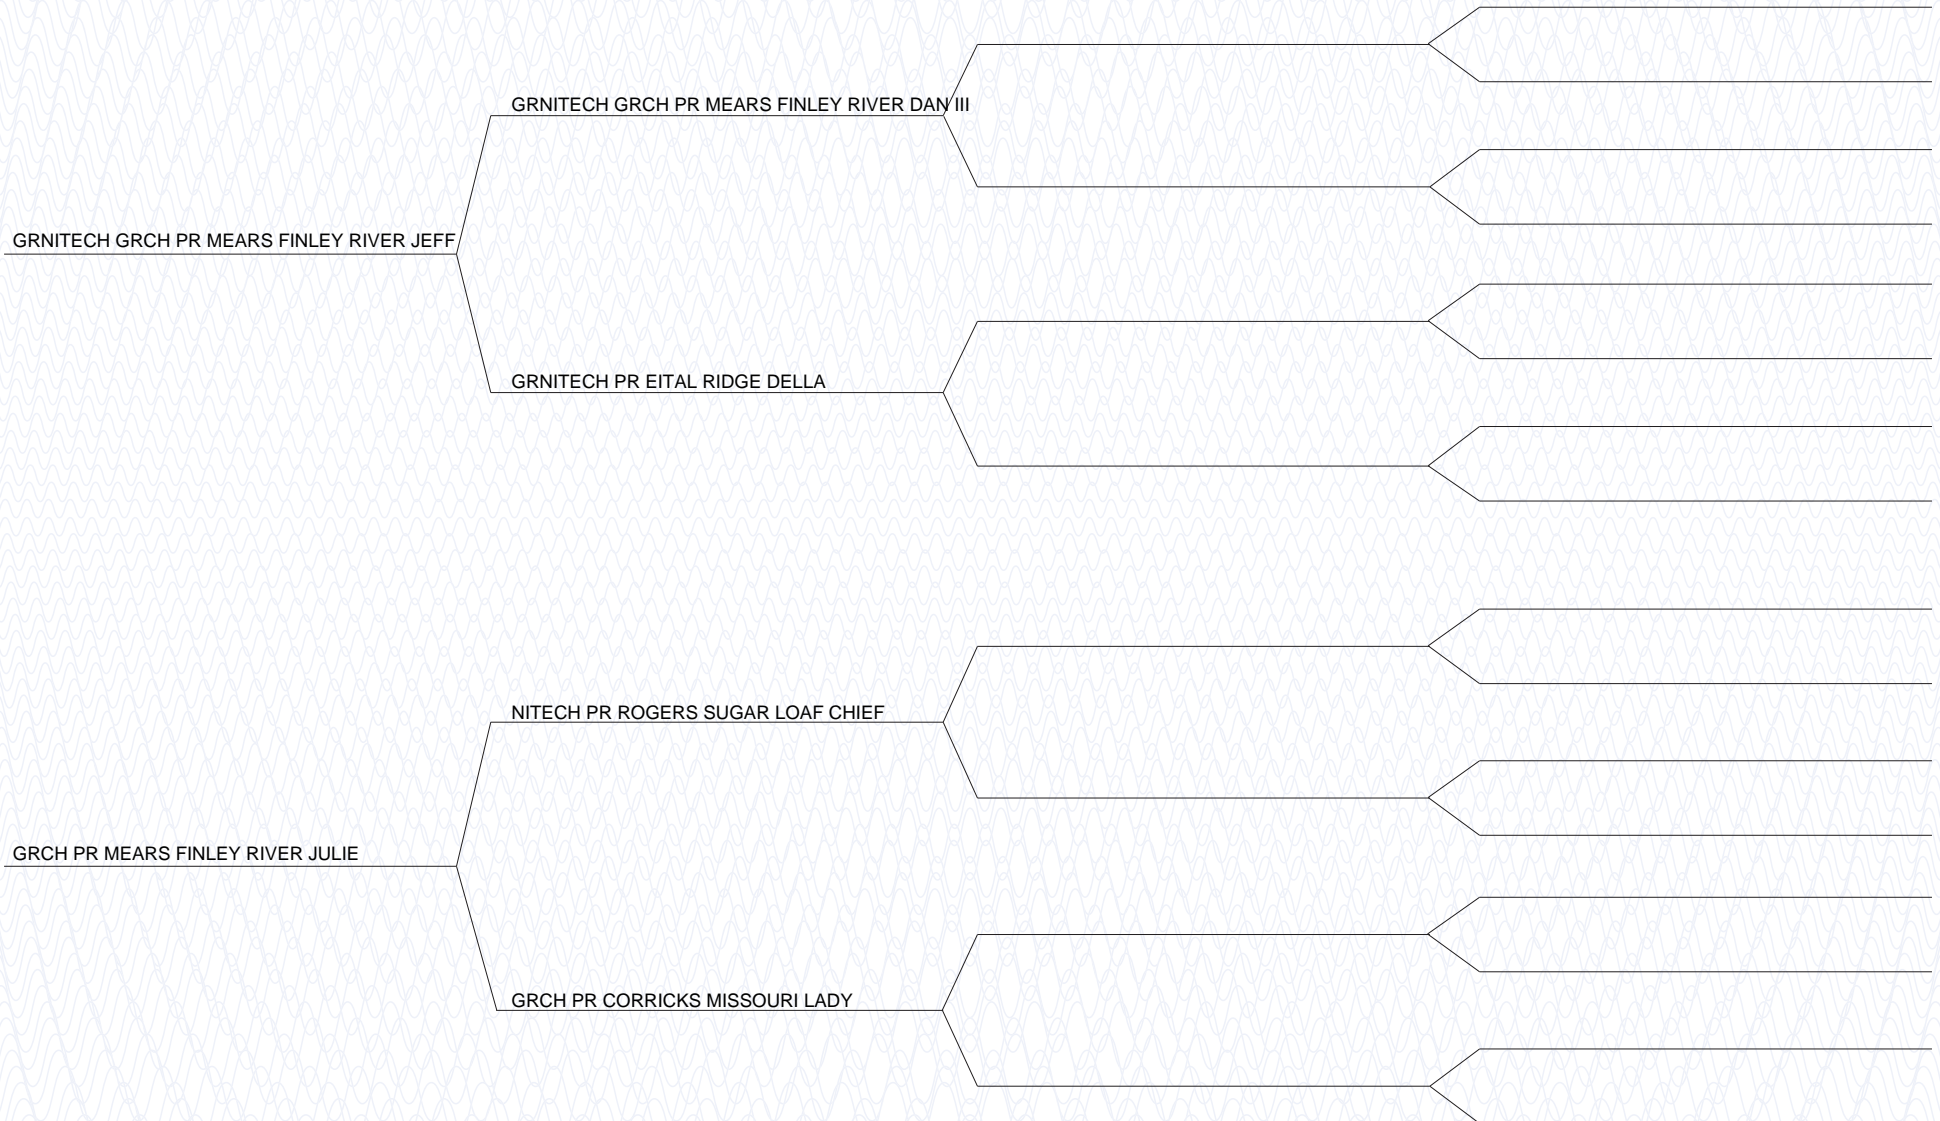 GRNITECH GRCH PR MEARS FINLEY RIVER DAN III
GRNITECH GRCH PR MEARS FINLEY RIVER JEFF
GRNITECH PR EITAL RIDGE DELLA
NITECH PR ROGERS SUGAR LOAF CHIEF
GRCH PR MEARS FINLEY RIVER JULIE
GRCH PR CORRICKS MISSOURI LADY